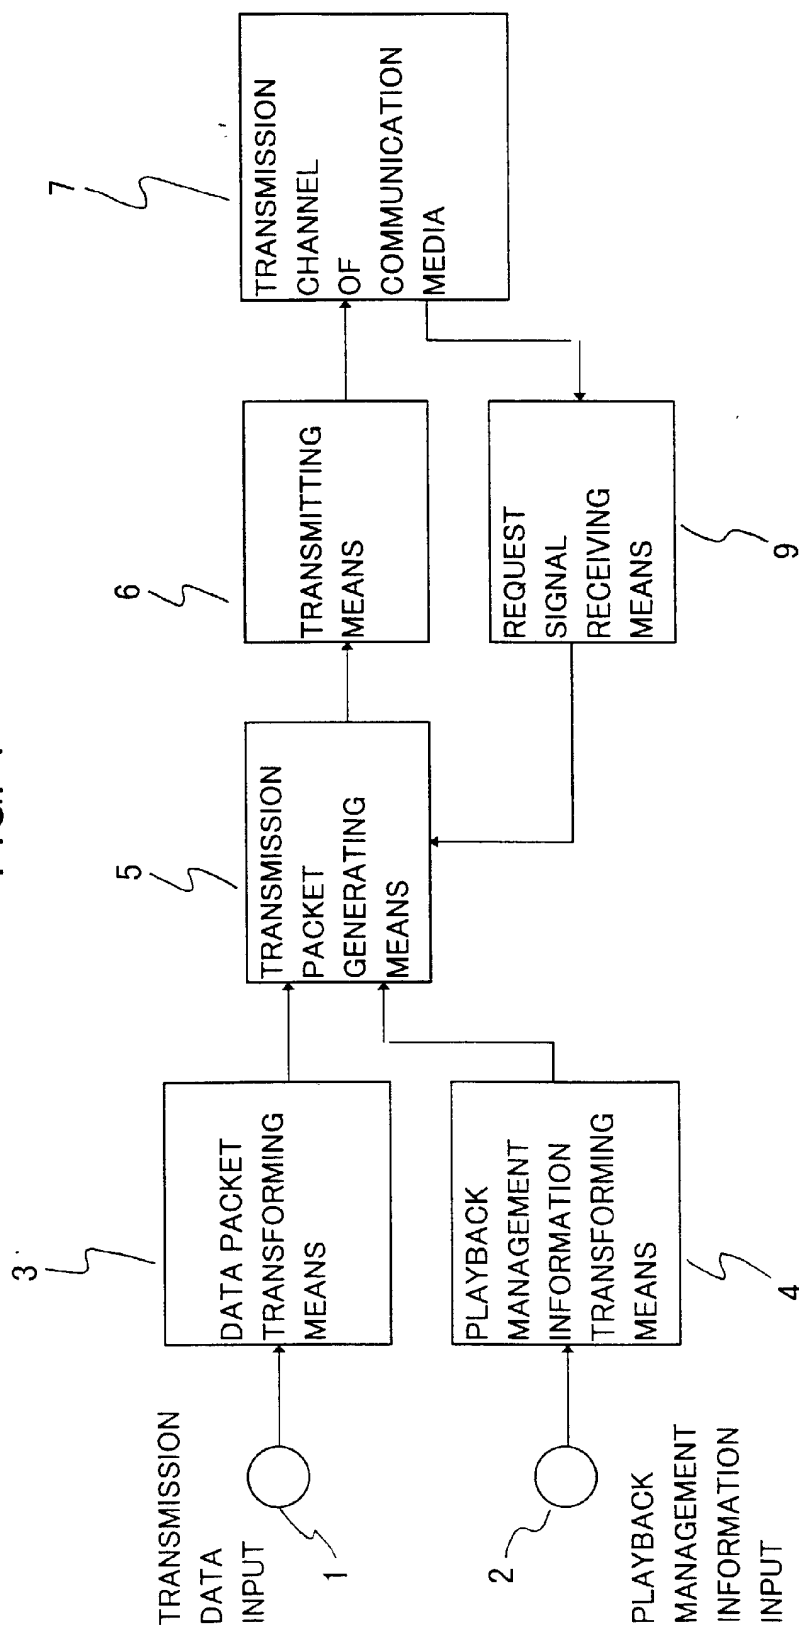 TRANSMISSION
DATA
INPUT
1
3
DATA PACKET
TRANSFORMING
MEANS
5
TRANSMISSION
PACKET
GENERATING
MEANS
6
TRANSMITTING
MEANS
7
TRANSMISSION
CHANNEL
OF
COMMUNICATION
MEDIA
2
PLAYBACK
MANAGEMENT
INFORMATION
INPUT
PLAYBACK
MANAGEMENT
INFORMATION
TRANSFORMING
MEANS
4
REQUEST
SIGNAL
RECEIVING
MEANS
9